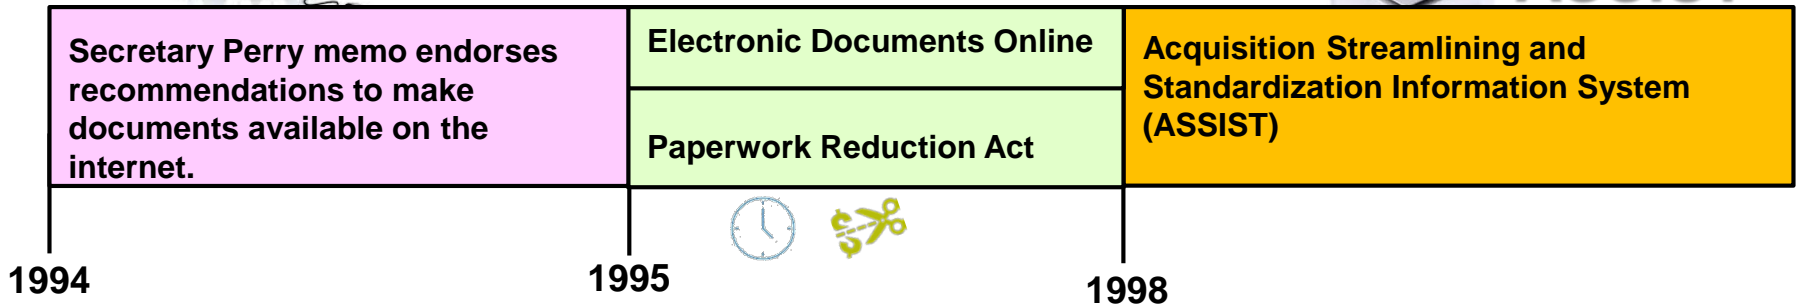 Secretary Perry memo endorses
recommendations to make
documents available on the
internet.
Electronic Documents Online
Paperwork Reduction Act
Acquisition Streamlining and
Standardization Information System
(ASSIST)
1994
1995
1998